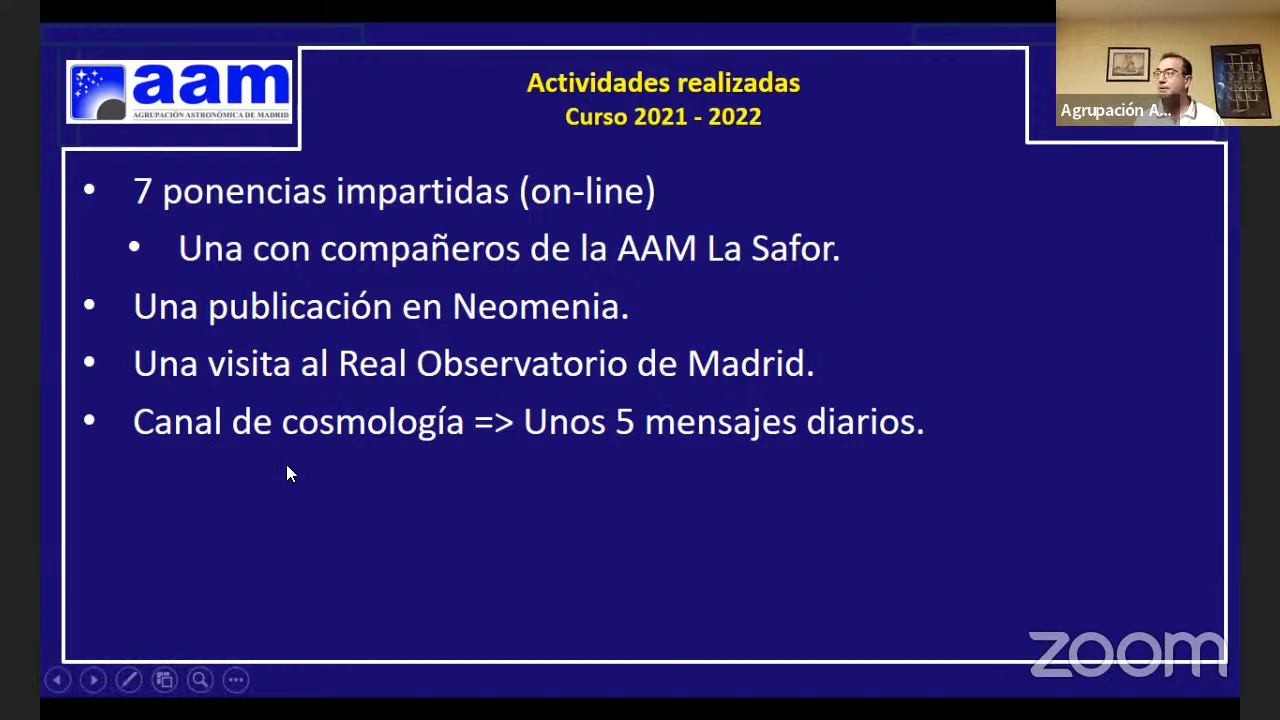 aam
AGRUPACIÓN ASTRONÓMICA DE MADRID
Actividades realizadas
Curso 2021 - 2022
Agrupación A...
• 7 ponencias impartidas (on-line)
• Una con compañeros de la AAM La Safor.
• Una publicación en Neomenia.
• Una visita al Real Observatorio de Madrid.
• Canal de cosmología => Unos 5 mensajes diarios.
zoom